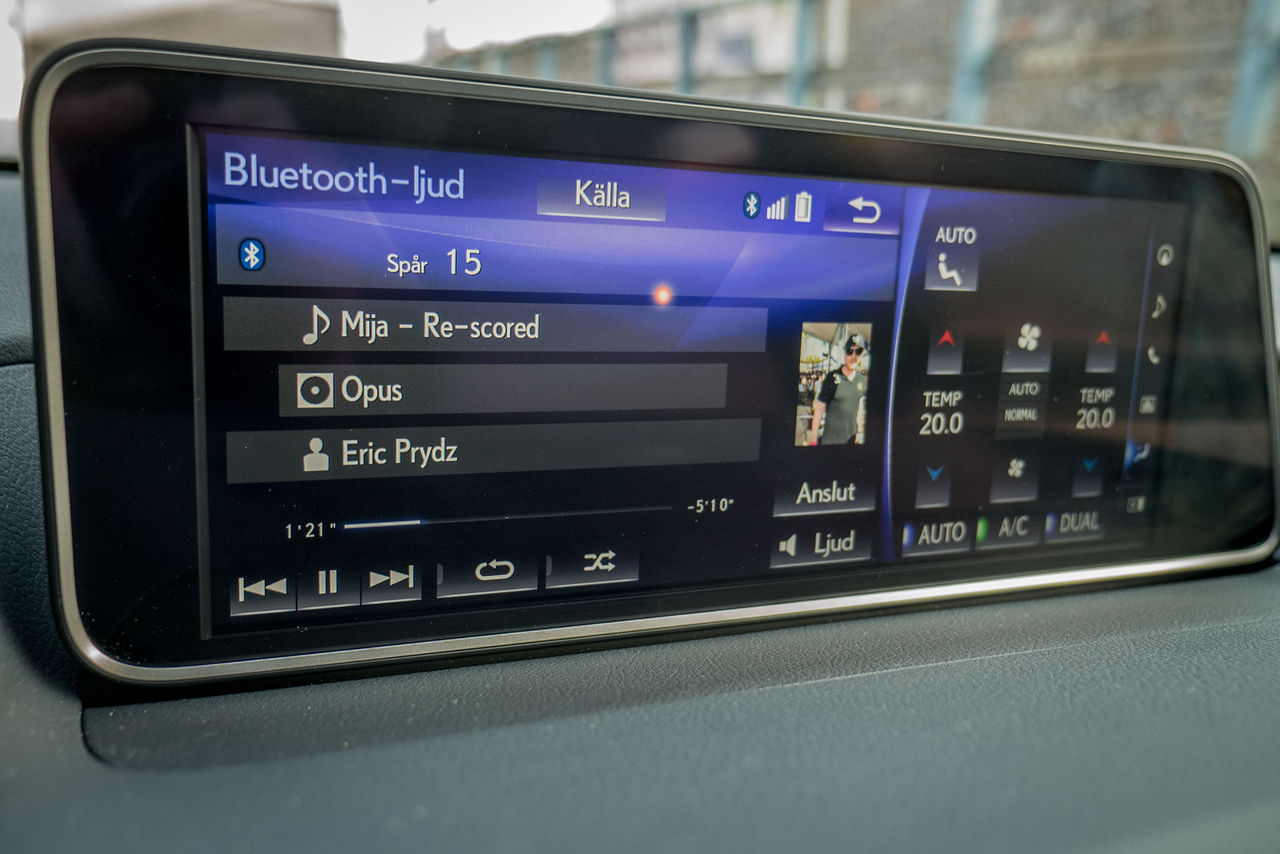 Bluetooth-ljud
Källa
Spår 15
Mija - Re-scored
Opus
Eric Prydz
1'21"
-5'10"
Anslut
Ljud
AUTO
TEMP
20.0
AUTO
NORMAL
TEMP
20.0
AUTO
A/C
DUAL